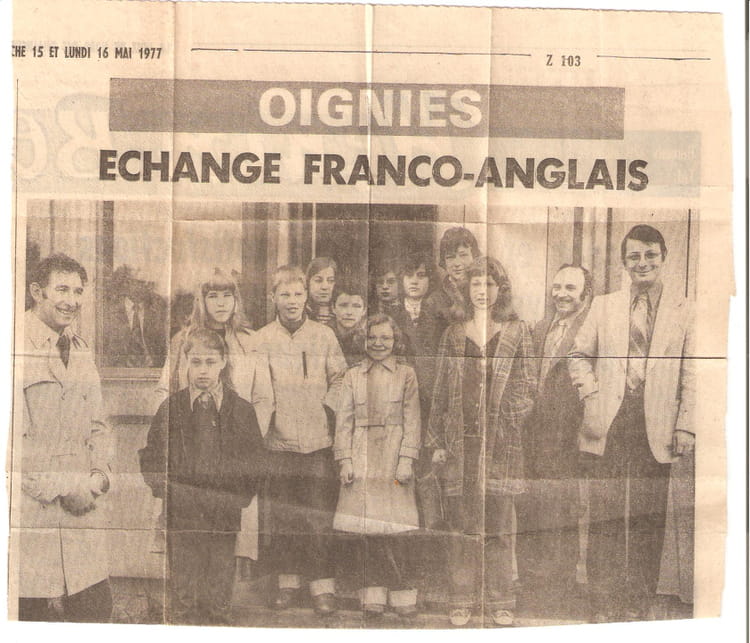 CHE 15 ET LUNDI 16 MAI 1977
Z 103
OIGNIES
ECHANGE FRANCO-ANGLAIS